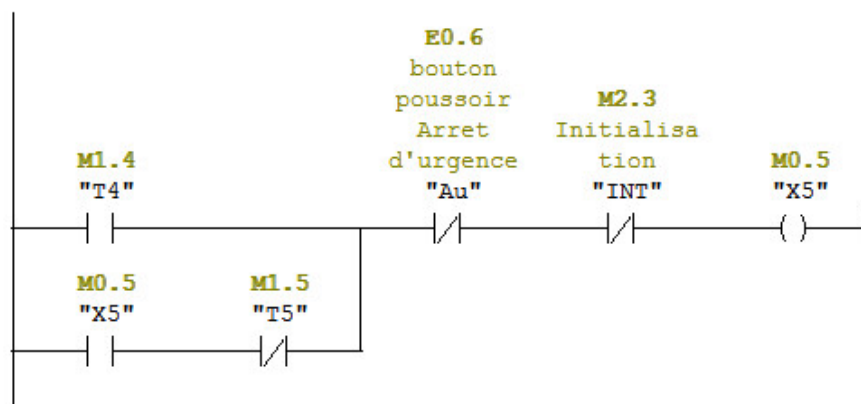 E0.6
bouton
poussoir
Arret
d'urgence
"Au"
M2.3
Initialisa
tion
"INT"
M1.4
"T4"
M0.5
"X5"
M0.5
"X5"
M1.5
"T5"